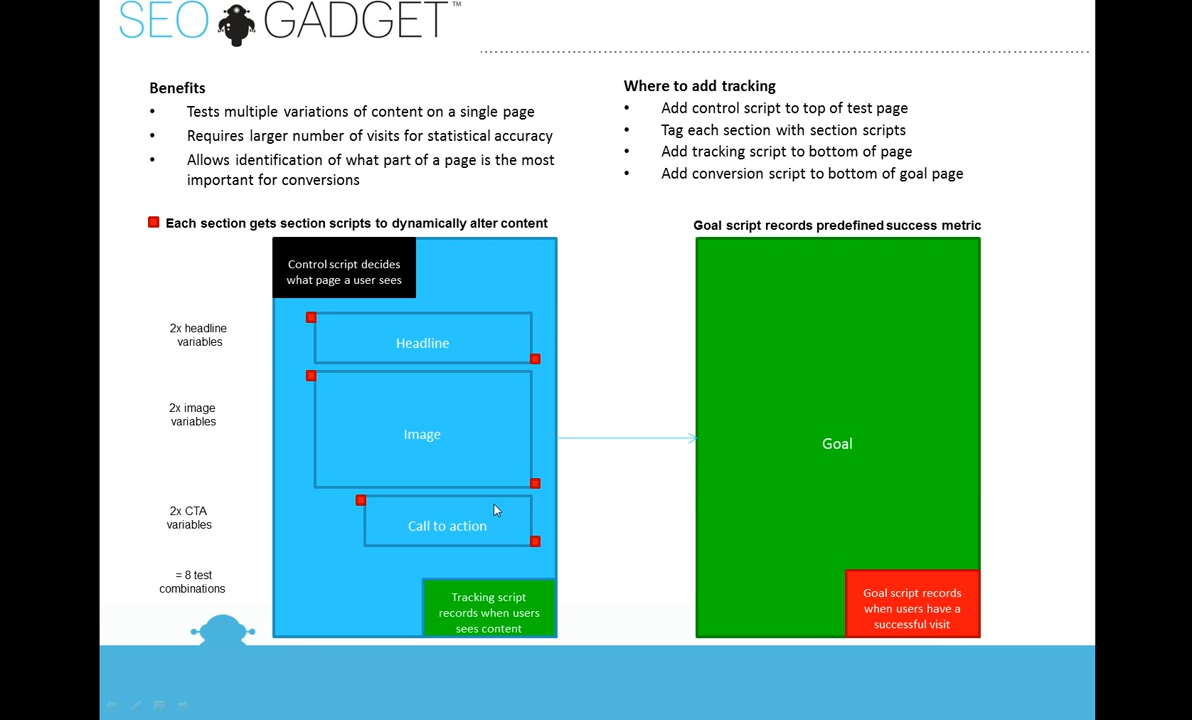 SEO GADGET™
Benefits
• Tests multiple variations of content on a single page
• Requires larger number of visits for statistical accuracy
• Allows identification of what part of a page is the most
important for conversions
Where to add tracking
• Add control script to top of test page
• Tag each section with section scripts
• Add tracking script to bottom of page
• Add conversion script to bottom of goal page
Each section gets section scripts to dynamically alter content
Control script decides
what page a user sees
2x headline
variables
Headline
2x image
variables
Image
2x CTA
variables
Call to action
= 8 test
combinations
Tracking script
records when users
sees content
Goal script records predefined success metric
Goal
Goal script records
when users have a
successful visit